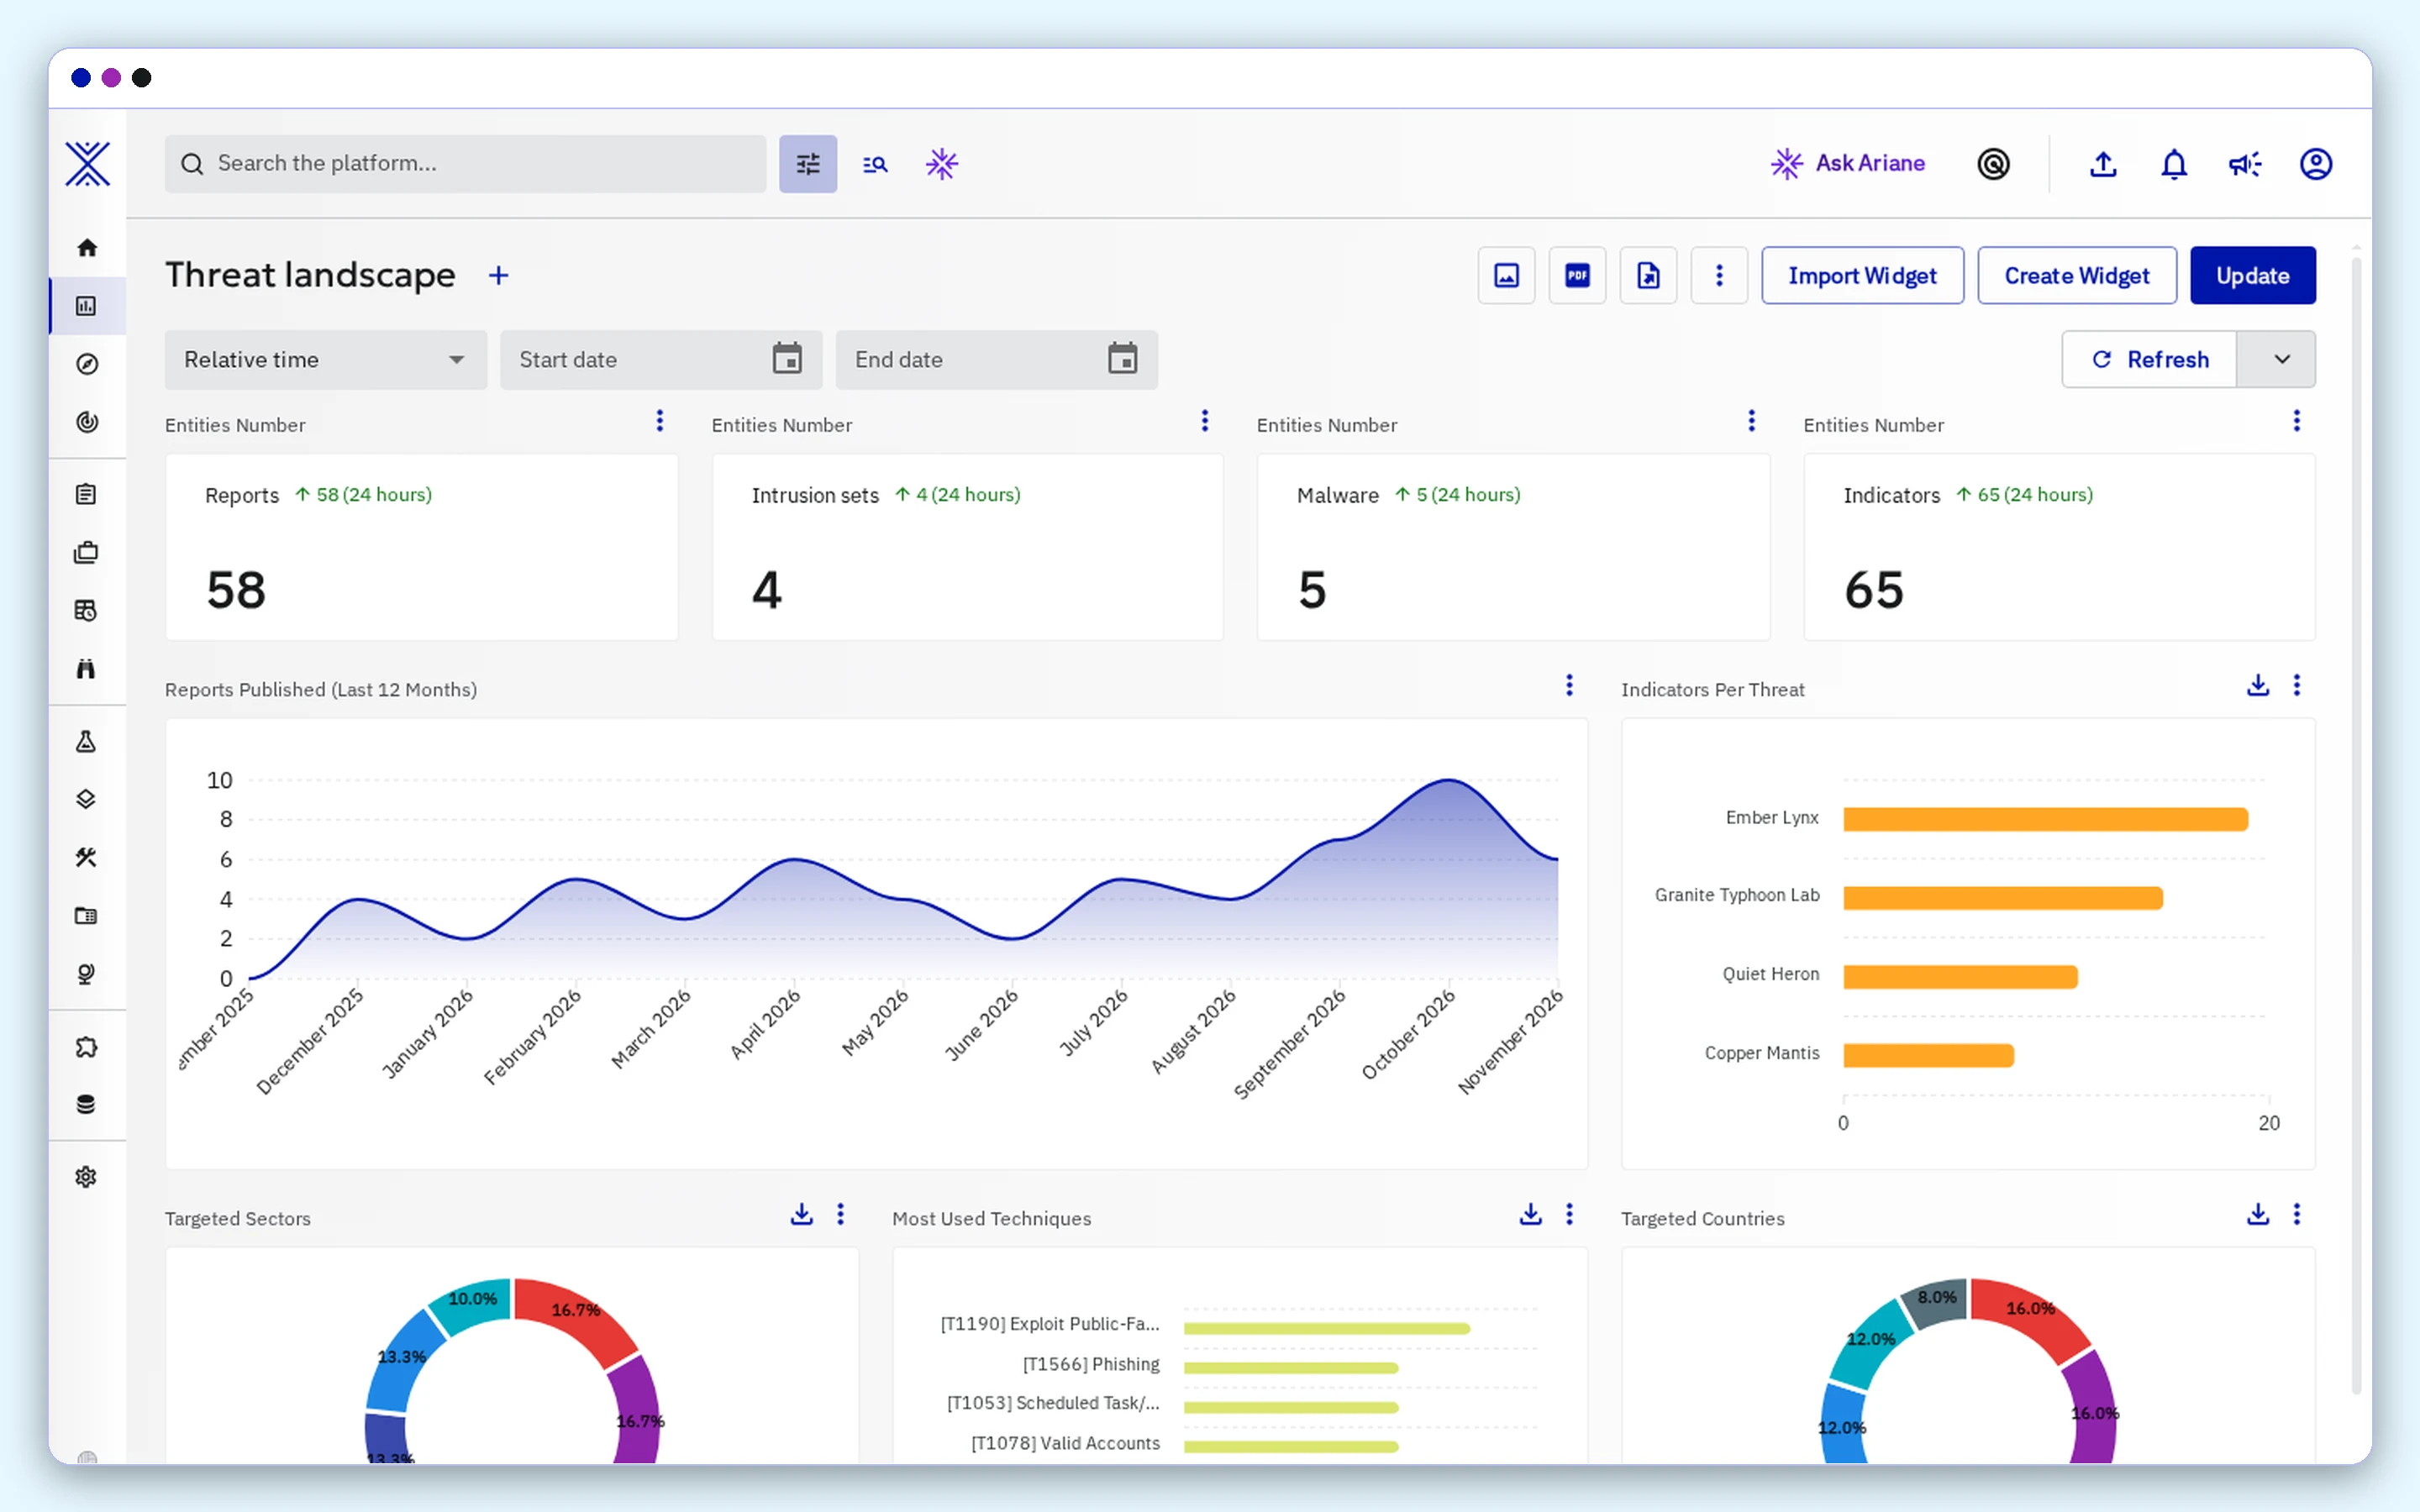 Search the platform...
Ask Ariane
Threat landscape +
PDF
Import Widget
Create Widget
Update
Relative time
Start date
End date
Refresh
Entities Number
Entities Number
Entities Number
Entities Number
Reports ↑ 58 (24 hours)
58
Intrusion sets ↑ 4 (24 hours)
4
Malware ↑ 5 (24 hours)
5
Indicators ↑ 65 (24 hours)
65
Reports Published (Last 12 Months)
10
8
6
4
2
0
ember 2025
December 2025
January 2026
February 2026
March 2026
April 2026
May 2026
June 2026
July 2026
August 2026
September 2026
October 2026
November 2026
Indicators Per Threat
Ember Lynx
Granite Typhoon Lab
Quiet Heron
Copper Mantis
0
20
Targeted Sectors
10.0%
16.7%
13.3%
16.7%
13.3%
Most Used Techniques
[T1190] Exploit Public-Fa...
[T1566] Phishing
[T1053] Scheduled Task/...
[T1078] Valid Accounts
Targeted Countries
8.0%
16.0%
12.0%
16.0%
12.0%